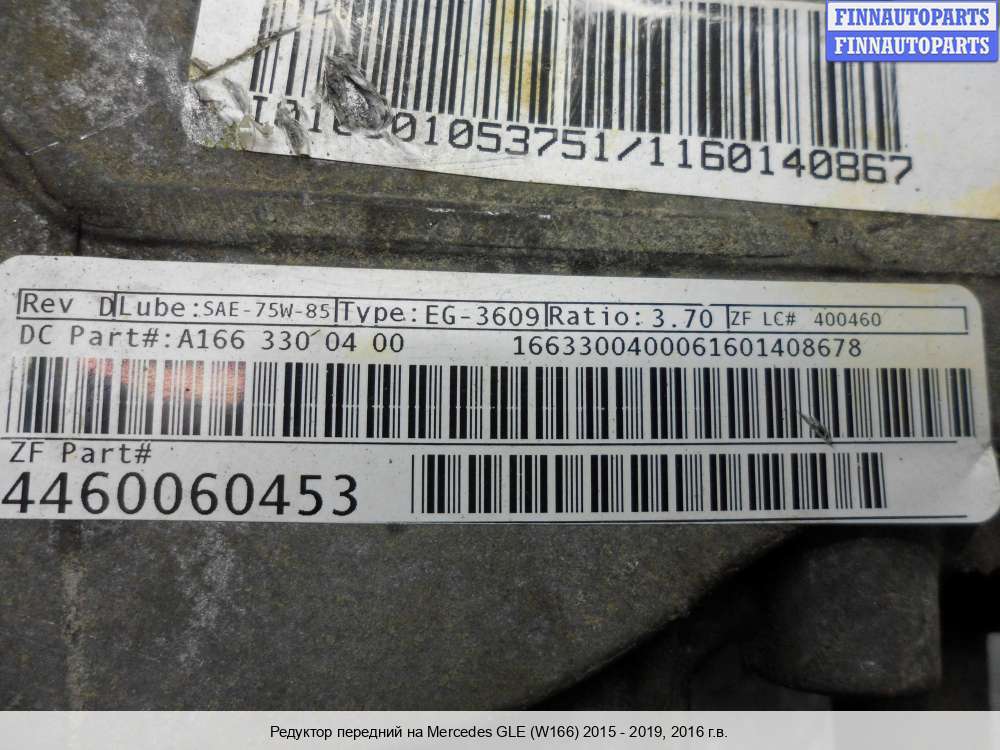 FINNAUTOPARTS
FINNAUTOPARTS
01053751/1160140867
Rev D Lube: SAE-75W-85 Type: EG-3609 Ratio: 3.70 ZF LC# 400460
DC Part#: A166 330 04 00 1663300400061601408678
ZF Part#
4460060453
Редуктор передний на Mercedes GLE (W166) 2015 - 2019, 2016 г.в.